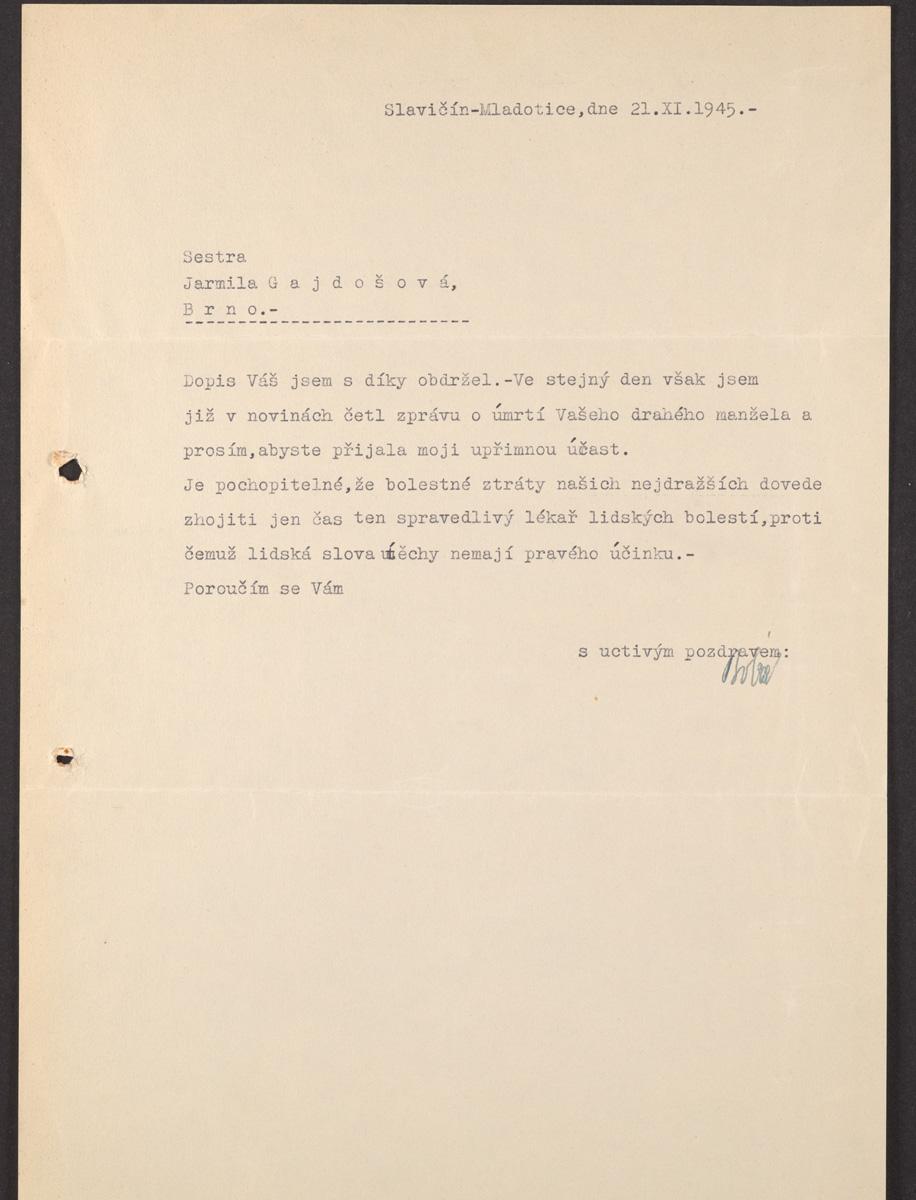 Slavičín-Mladotice,dne 21.XI.1945.-
Sestra
Jarmila G a j d o š o v á,
B r n o.-
Dopis Váš jsem s díky obdržel.-Ve stejný den však jsem
již v novinách četl zprávu o úmrtí Vašeho drahého manžela a
prosím,abyste přijala moji upřimnou účast.
Je pochopitelné,že bolestné ztráty našich nejdražších dovede
zhojiti jen čas ten spravedlivý lékař lidských bolestí,proti
čemuž lidská slova útěchy nemají pravého účinku.-
Poroučím se Vám
s uctivým pozdravem: